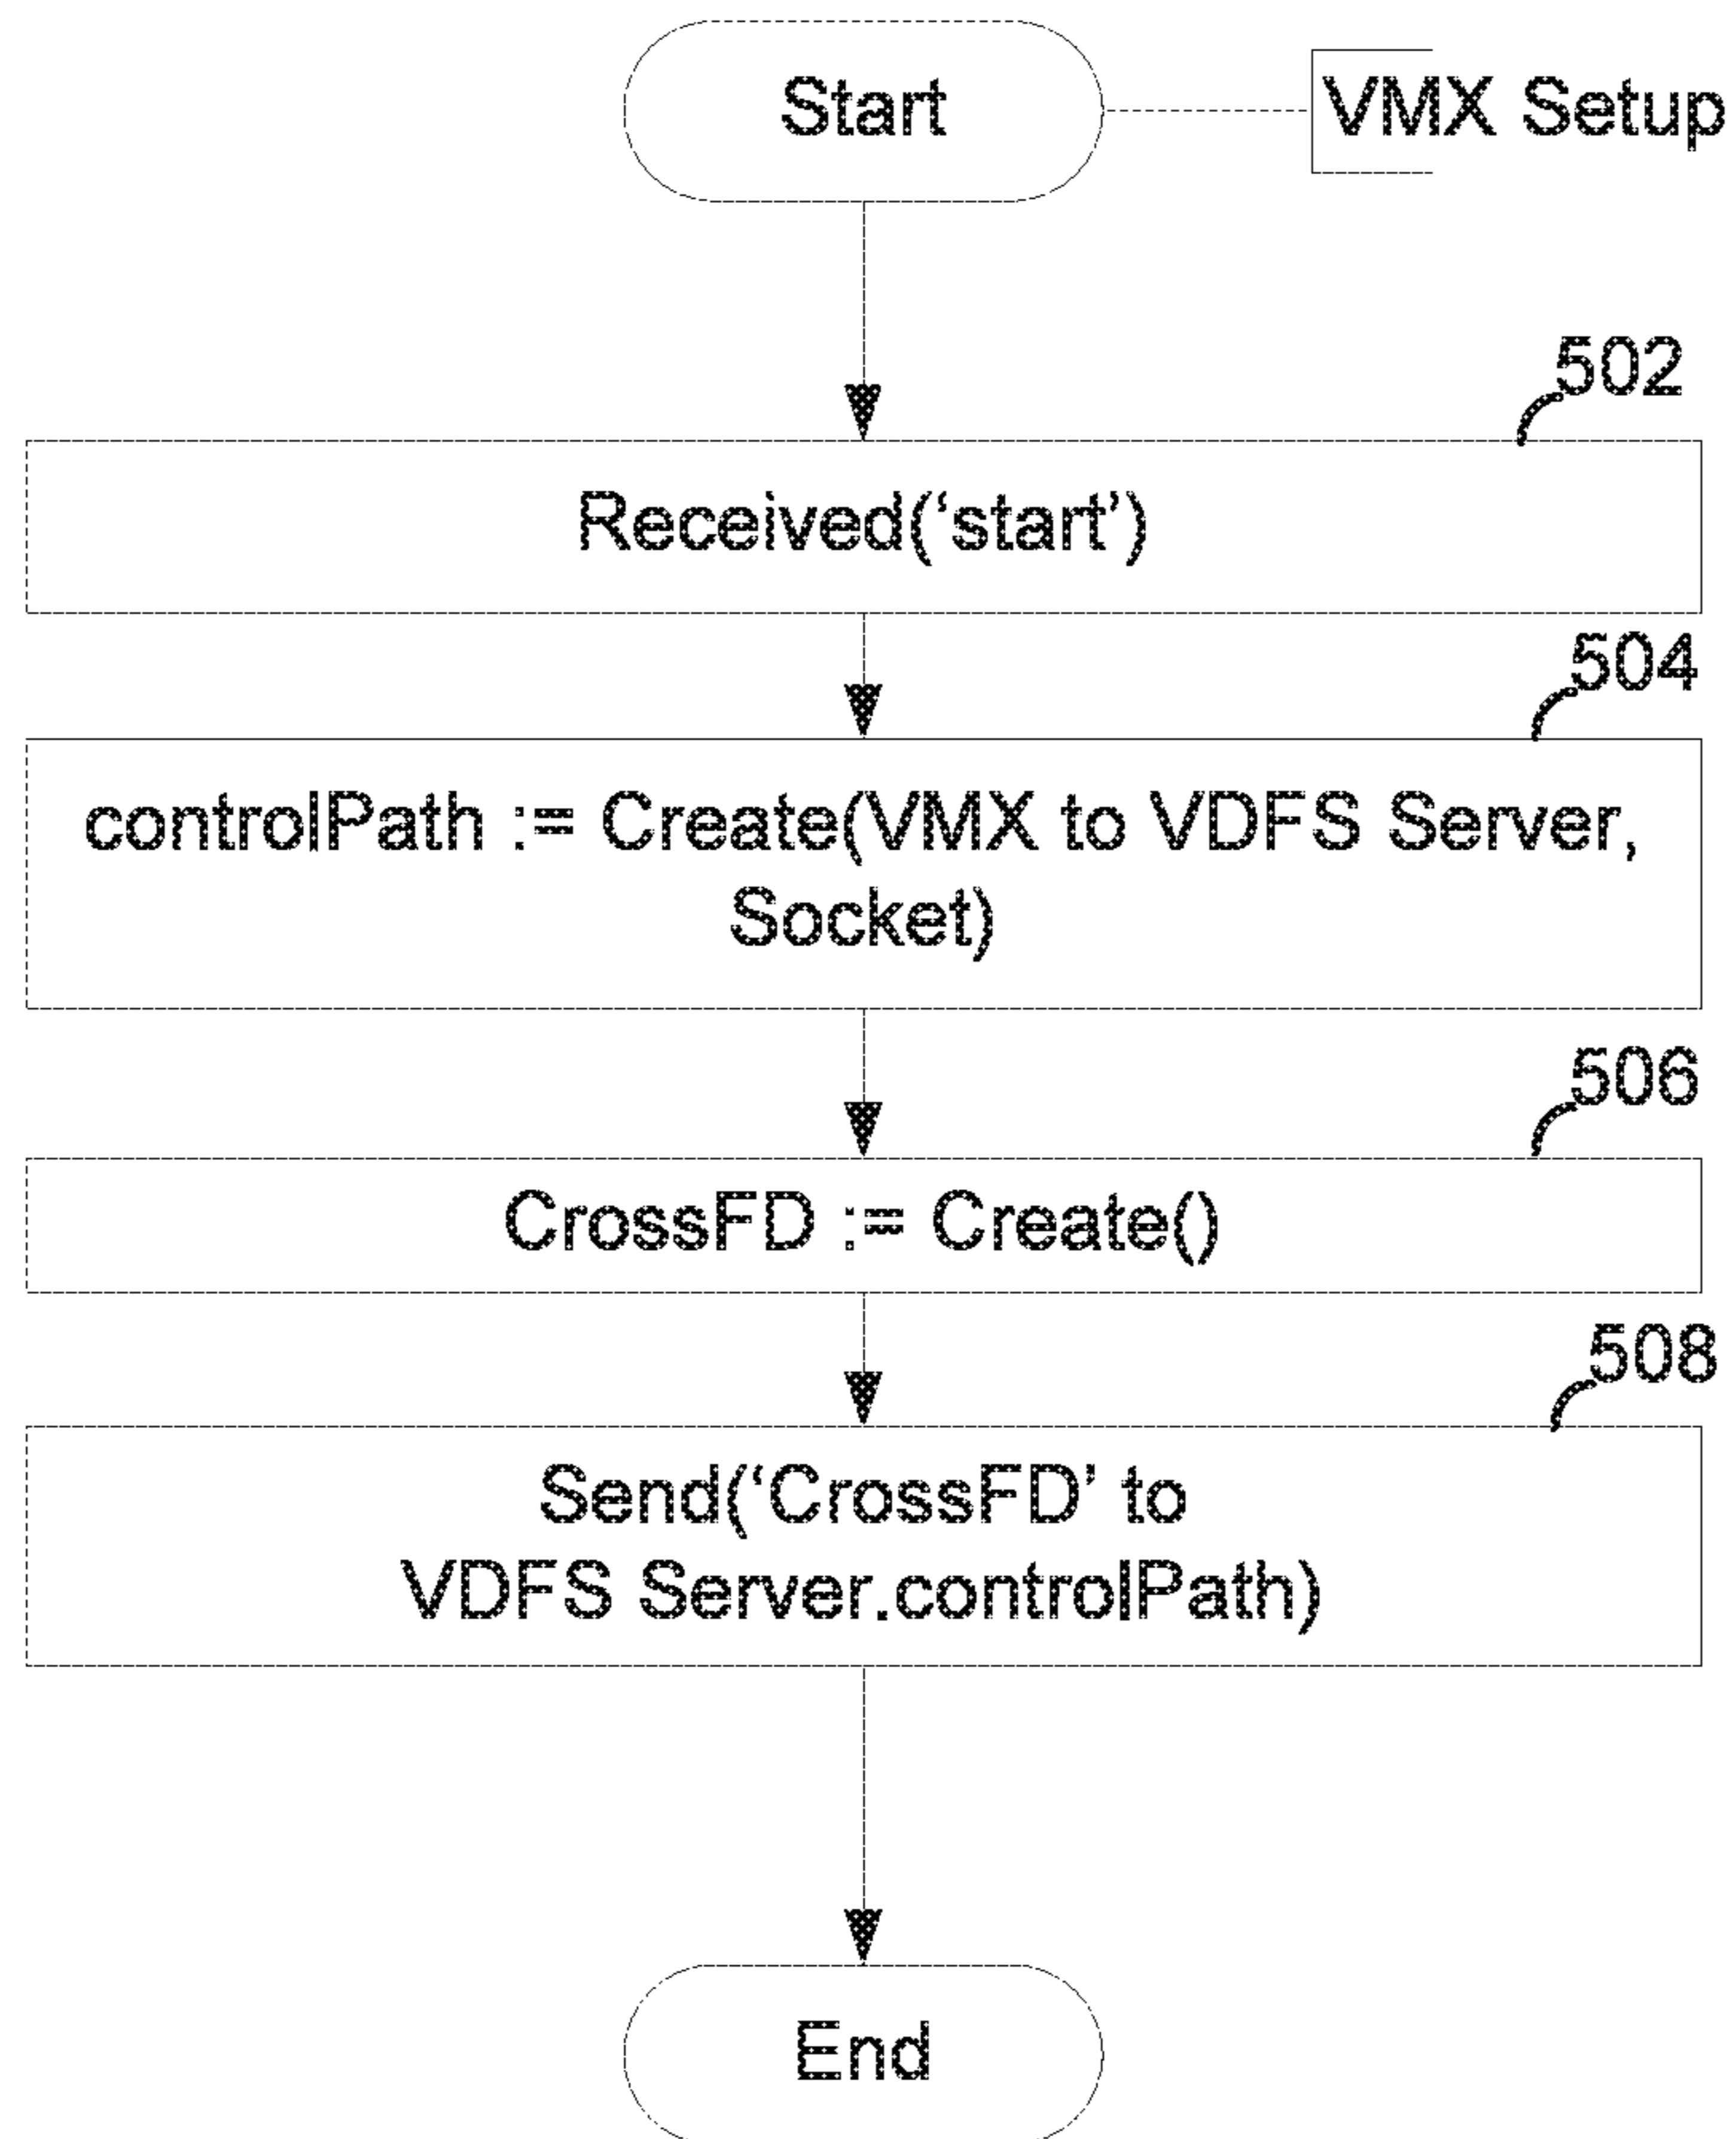 Start
VMX Setup
502
Received(‘start’)
504
controlPath := Create(VMX to VDFS Server,
Socket)
506
CrossFD := Create()
508
Send(‘CrossFD’ to
VDFS Server.controlPath)
End